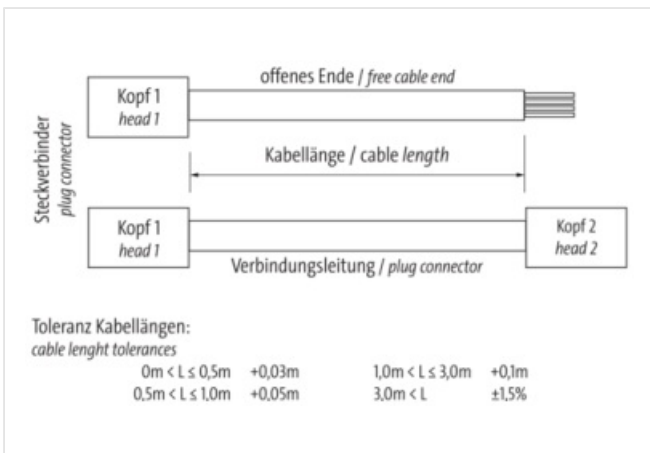 offenes Ende / free cable end
Kopf 1
head 1
Steckverbinder
plug connector
Kabellänge / cable length
Kopf 1
head 1
Kopf 2
head 2
Verbindungsleitung / plug connector
Toleranz Kabellängen:
cable lenght tolerances
0m < L ≤ 0,5m +0,03m 1,0m < L ≤ 3,0m +0,1m
0,5m < L ≤ 1,0m +0,05m 3,0m < L ±1,5%